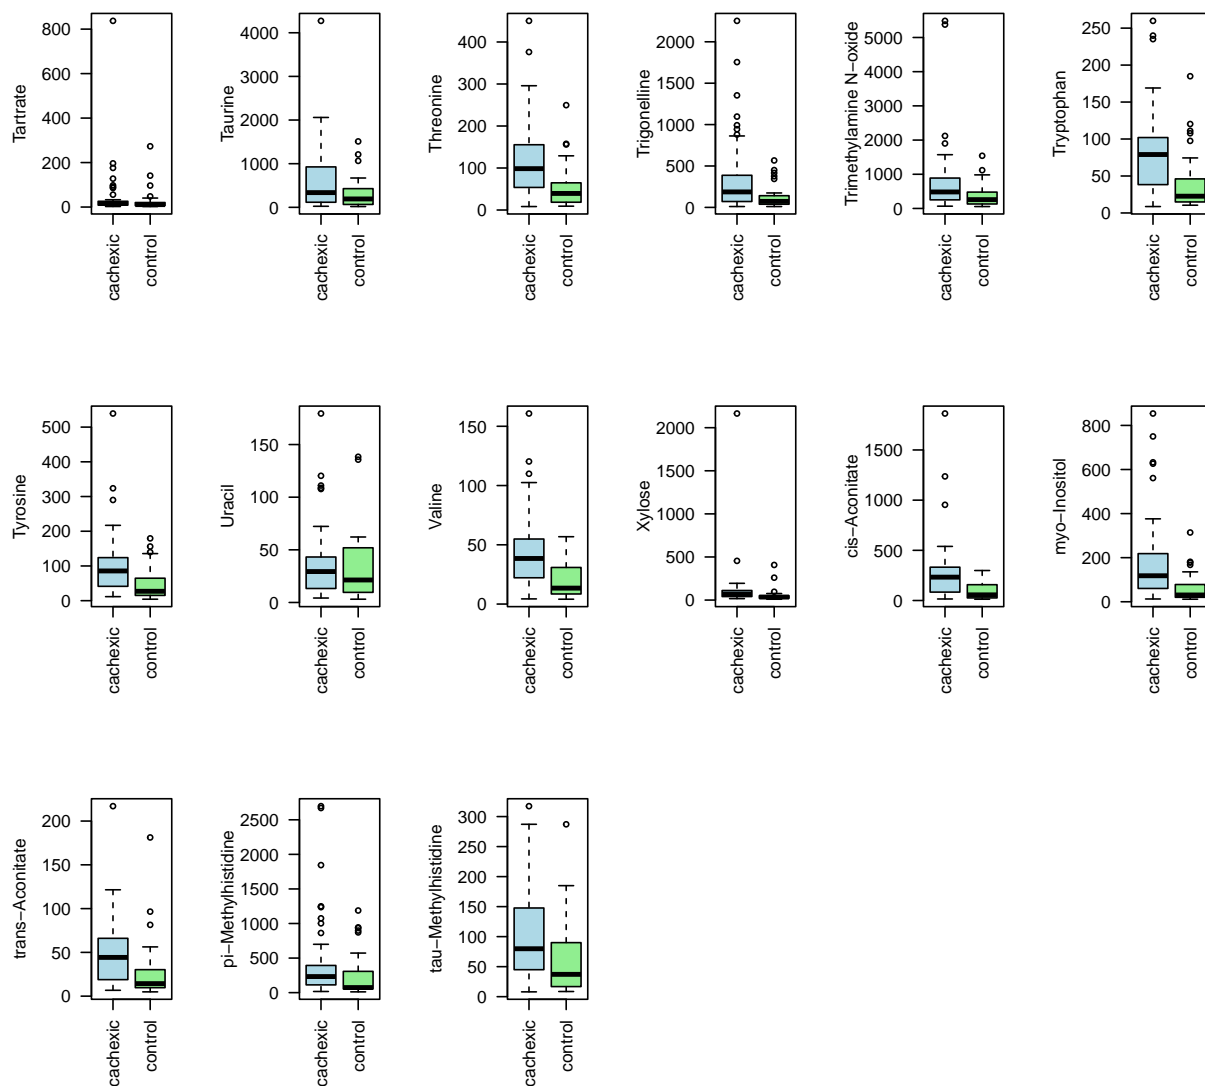 Tartrate
0
200
400
600
800
cachexic
control
Taurine
0
1000
2000
3000
4000
cachexic
control
Threonine
0
100
200
300
400
cachexic
control
Trigonelline
0
500
1000
1500
2000
cachexic
control
Trimethylamine N−oxide
0
1000
2000
3000
4000
5000
cachexic
control
Tryptophan
0
50
100
150
200
250
cachexic
control
Tyrosine
0
100
200
300
400
500
cachexic
control
Uracil
0
50
100
150
cachexic
control
Valine
0
50
100
150
cachexic
control
Xylose
0
500
1000
1500
2000
cachexic
control
cis−Aconitate
0
500
1000
1500
cachexic
control
myo−Inositol
0
200
400
600
800
cachexic
control
trans−Aconitate
0
50
100
150
200
cachexic
control
pi−Methylhistidine
0
500
1000
1500
2000
2500
cachexic
control
tau−Methylhistidine
0
50
100
150
200
250
300
cachexic
control